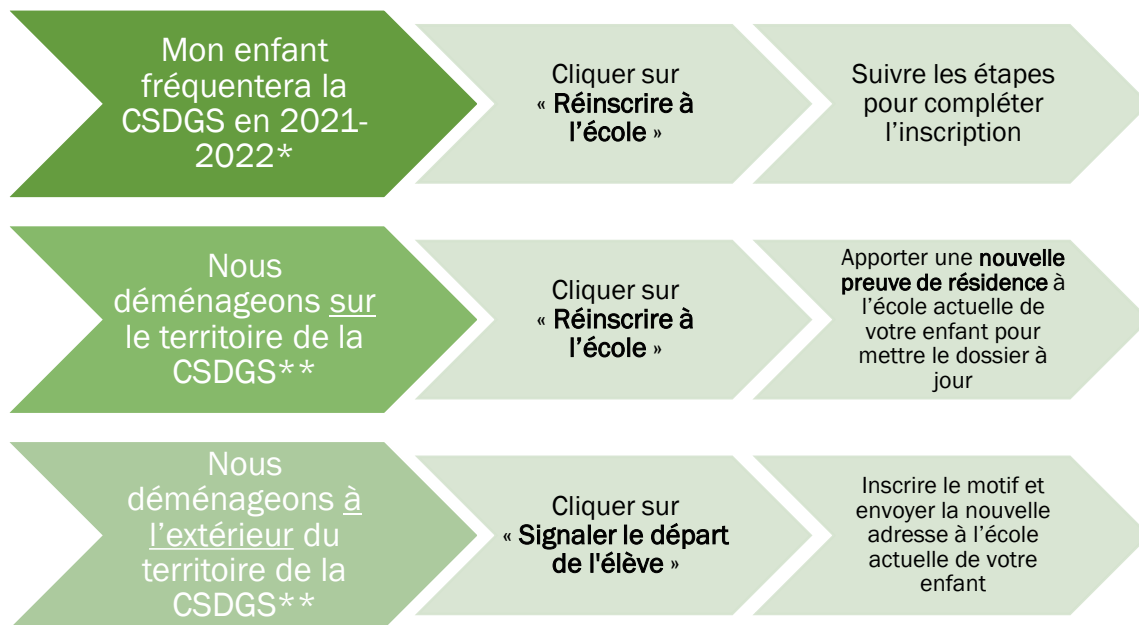 Mon enfant
fréquentera la
CSDGS en 2021-
2022*
Cliquer sur
« Réinscrire à
l'école »
Suivre les étapes
pour compléter
l'inscription
Nous
déménageons sur
le territoire de la
CSDGS**
Cliquer sur
« Réinscrire à
l'école »
Apporter une nouvelle
preuve de résidence à
l'école actuelle de
votre enfant pour
mettre le dossier à
jour
Nous
déménageons à
l'extérieur du
territoire de la
CSDGS**
Cliquer sur
« Signaler le départ
de l'élève »
Inscrire le motif et
envoyer la nouvelle
adresse à l'école
actuelle de votre
enfant